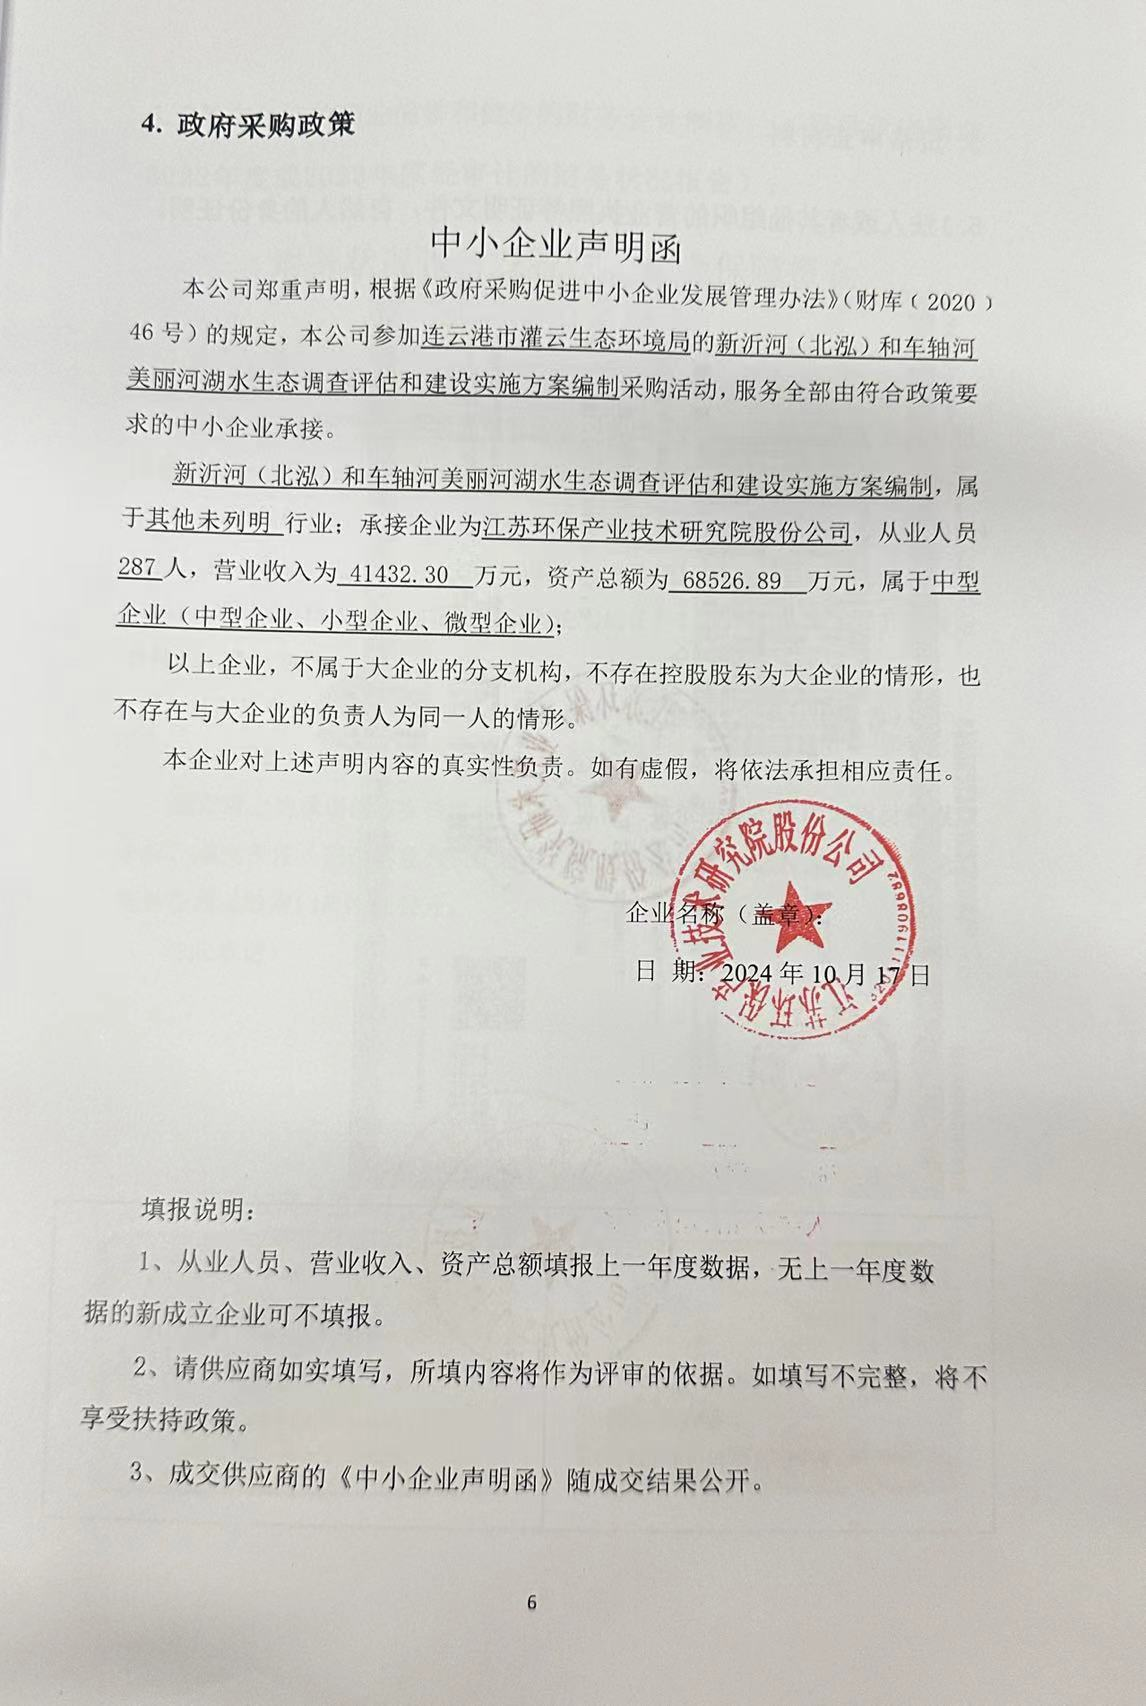 4. 政府采购政策
中小企业声明函
本公司郑重声明，根据《政府采购促进中小企业发展管理办法》（财库﹝2020﹞
46 号）的规定，本公司参加连云港市灌云生态环境局的新沂河（北泓）和车轴河
美丽河湖水生态调查评估和建设实施方案编制采购活动，服务全部由符合政策要
求的中小企业承接。
新沂河（北泓）和车轴河美丽河湖水生态调查评估和建设实施方案编制，属
于其他未列明 行业；承接企业为江苏环保产业技术研究院股份公司，从业人员
287 人，营业收入为 41432.30 万元，资产总额为 68526.89 万元，属于中型
企业（中型企业、小型企业、微型企业）；
以上企业，不属于大企业的分支机构，不存在控股股东为大企业的情形，也
不存在与大企业的负责人为同一人的情形。
本企业对上述声明内容的真实性负责。如有虚假，将依法承担相应责任。
江苏环保产业技术研究院股份公司
企业名称（盖章）：
日 期：2024 年 10 月 17 日
填报说明：
1、从业人员、营业收入、资产总额填报上一年度数据，无上一年度数
据的新成立企业可不填报。
2、请供应商如实填写，所填内容将作为评审的依据。如填写不完整，将不
享受扶持政策。
3、成交供应商的《中小企业声明函》随成交结果公开。
6